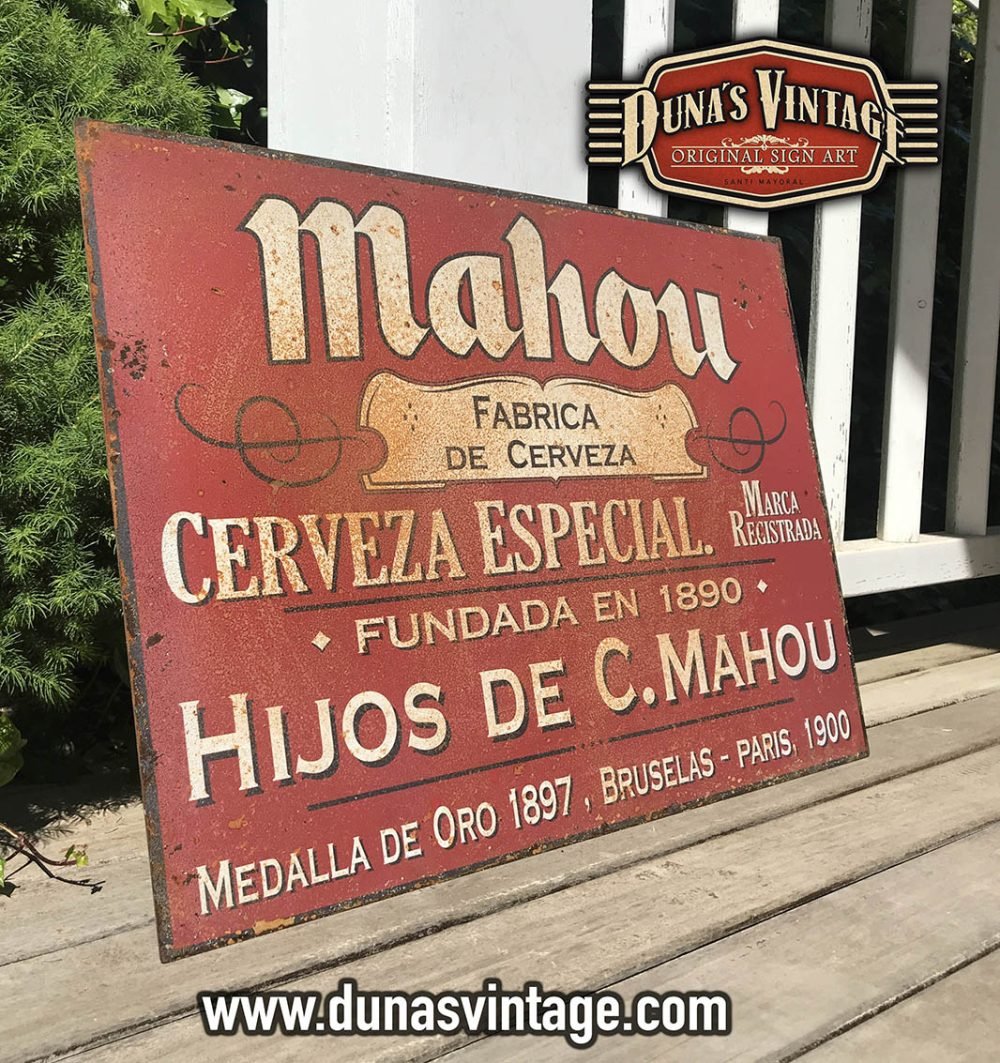 DUNA´S VINTAGE
ORIGINAL SIGN ART
SANTI MAYORAL
Mahou
FABRICA
DE CERVEZA
CERVEZA ESPECIAL.
MARCA
REGISTRADA
FUNDADA EN 1890
HIJOS DE C. MAHOU
MEDALLA DE ORO 1897, BRUSELAS - PARIS, 1900
www.dunasvintage.com